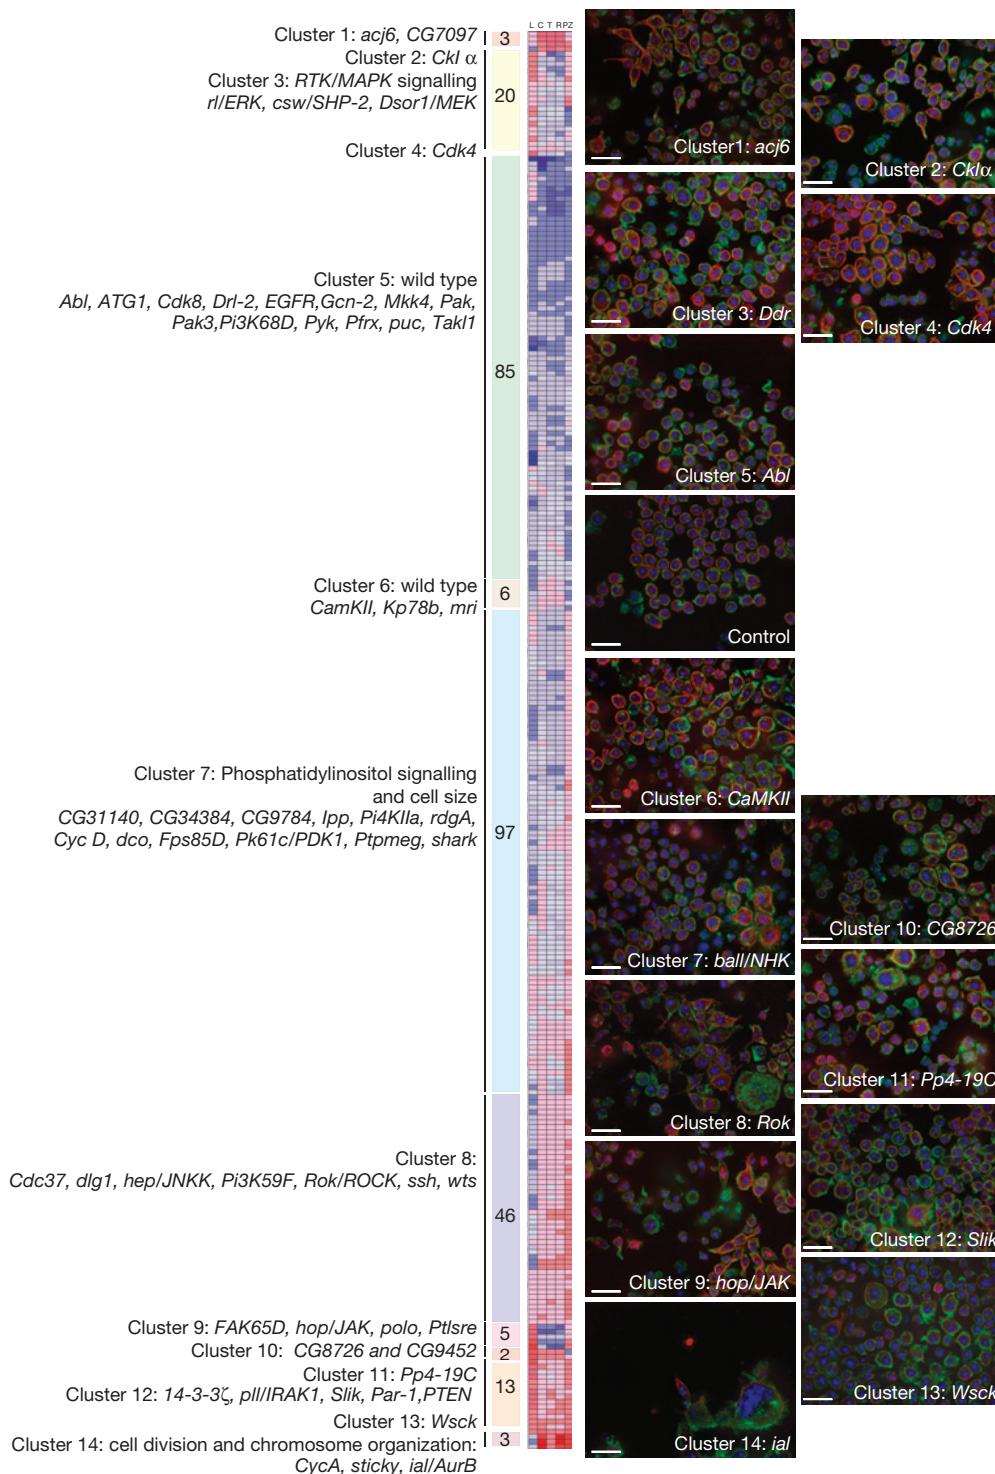 Cluster 1: acj6, CG7097
Cluster 2: CkI α
Cluster 3: RTK/MAPK signalling
rl/ERK, csw/SHP-2, Dsor1/MEK
Cluster 4: Cdk4
Cluster 5: wild type
Abl, ATG1, Cdk8, Drl-2, EGFR,Gcn-2, Mkk4, Pak,
Pak3,Pi3K68D, Pyk, Pfrx, puc, Takl1
Cluster 6: wild type
CamKII, Kp78b, mri
Cluster 7: Phosphatidylinositol signalling
and cell size
CG31140, CG34384, CG9784, Ipp, Pi4KIIa, rdgA,
Cyc D, dco, Fps85D, Pk61c/PDK1, Ptpmeg, shark
Cluster 8:
Cdc37, dlg1, hep/JNKK, Pi3K59F, Rok/ROCK, ssh, wts
Cluster 9: FAK65D, hop/JAK, polo, Ptlsre
Cluster 10: CG8726 and CG9452
Cluster 11: Pp4-19C
Cluster 12: 14-3-3ζ, pll/IRAK1, Slik, Par-1,PTEN
Cluster 13: Wsck
Cluster 14: cell division and chromosome organization:
CycA, sticky, ial/AurB
3
20
85
6
97
46
5
2
13
3
L C T R P Z
Cluster1: acj6
Cluster 2: CkIα
Cluster 3: Ddr
Cluster 4: Cdk4
Cluster 5: Abl
Control
Cluster 6: CaMKII
Cluster 7: ball/NHK
Cluster 10: CG8726
Cluster 8: Rok
Cluster 11: Pp4-19C
Cluster 9: hop/JAK
Cluster 12: Slik
Cluster 14: ial
Cluster 13: Wsck